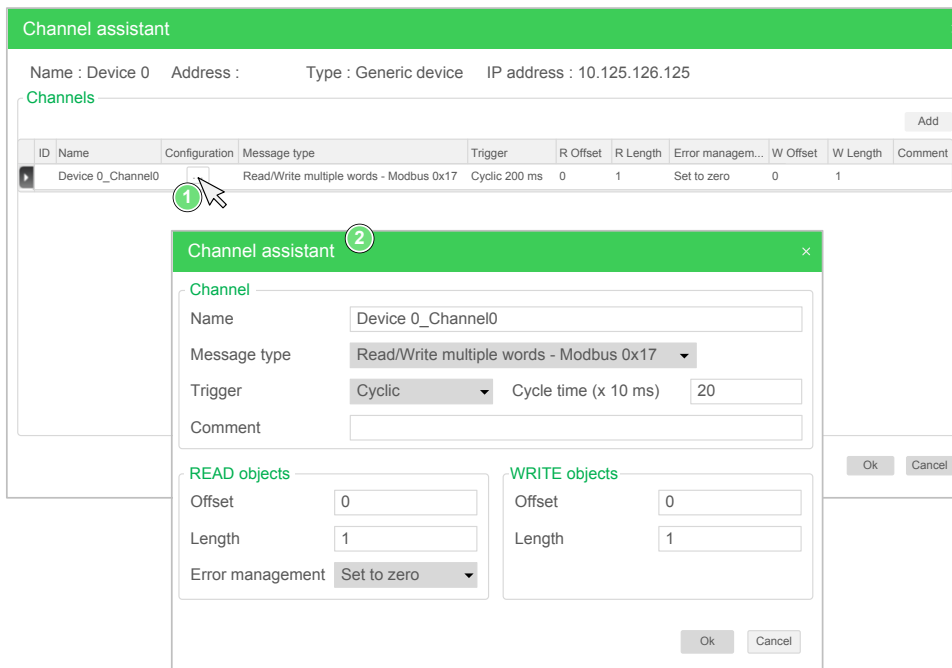 Channel assistant
Name : Device 0 Address : Type : Generic device IP address : 10.125.126.125
Channels
Add
ID Name Configuration Message type Trigger R Offset R Length Error managem... W Offset W Length Comment
Device 0_Channel0 Read/Write multiple words - Modbus 0x17 Cyclic 200 ms 0 1 Set to zero 0 1
1
2
Channel assistant ×
Channel
Name Device 0_Channel0
Message type Read/Write multiple words - Modbus 0x17
Trigger Cyclic Cycle time (x 10 ms) 20
Comment
Ok Cancel
READ objects
Offset 0
Length 1
Error management Set to zero
WRITE objects
Offset 0
Length 1
Ok Cancel